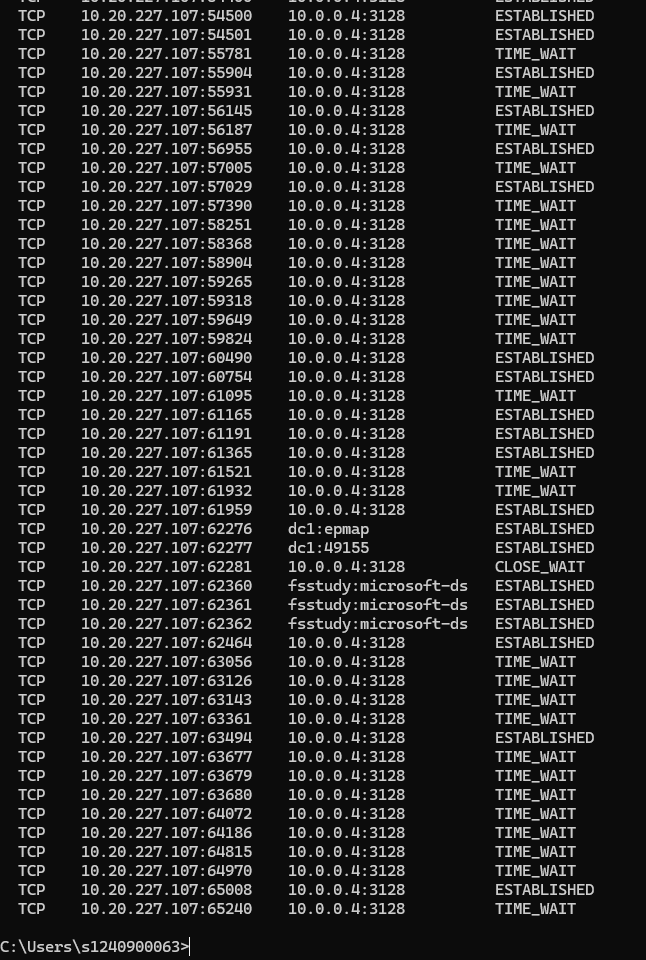 TCP 10.20.227.107:54500 10.0.0.4:3128 ESTABLISHED
TCP 10.20.227.107:54501 10.0.0.4:3128 ESTABLISHED
TCP 10.20.227.107:55781 10.0.0.4:3128 TIME_WAIT
TCP 10.20.227.107:55904 10.0.0.4:3128 ESTABLISHED
TCP 10.20.227.107:55931 10.0.0.4:3128 TIME_WAIT
TCP 10.20.227.107:56145 10.0.0.4:3128 ESTABLISHED
TCP 10.20.227.107:56187 10.0.0.4:3128 TIME_WAIT
TCP 10.20.227.107:56955 10.0.0.4:3128 ESTABLISHED
TCP 10.20.227.107:57005 10.0.0.4:3128 TIME_WAIT
TCP 10.20.227.107:57029 10.0.0.4:3128 ESTABLISHED
TCP 10.20.227.107:57390 10.0.0.4:3128 TIME_WAIT
TCP 10.20.227.107:58251 10.0.0.4:3128 TIME_WAIT
TCP 10.20.227.107:58368 10.0.0.4:3128 TIME_WAIT
TCP 10.20.227.107:58904 10.0.0.4:3128 TIME_WAIT
TCP 10.20.227.107:59265 10.0.0.4:3128 TIME_WAIT
TCP 10.20.227.107:59318 10.0.0.4:3128 TIME_WAIT
TCP 10.20.227.107:59649 10.0.0.4:3128 TIME_WAIT
TCP 10.20.227.107:59824 10.0.0.4:3128 TIME_WAIT
TCP 10.20.227.107:60490 10.0.0.4:3128 ESTABLISHED
TCP 10.20.227.107:60754 10.0.0.4:3128 ESTABLISHED
TCP 10.20.227.107:61095 10.0.0.4:3128 TIME_WAIT
TCP 10.20.227.107:61165 10.0.0.4:3128 ESTABLISHED
TCP 10.20.227.107:61191 10.0.0.4:3128 ESTABLISHED
TCP 10.20.227.107:61365 10.0.0.4:3128 ESTABLISHED
TCP 10.20.227.107:61521 10.0.0.4:3128 TIME_WAIT
TCP 10.20.227.107:61932 10.0.0.4:3128 TIME_WAIT
TCP 10.20.227.107:61959 10.0.0.4:3128 ESTABLISHED
TCP 10.20.227.107:62276 dc1:epmap ESTABLISHED
TCP 10.20.227.107:62277 dc1:49155 ESTABLISHED
TCP 10.20.227.107:62281 10.0.0.4:3128 CLOSE_WAIT
TCP 10.20.227.107:62360 fsstudy:microsoft-ds ESTABLISHED
TCP 10.20.227.107:62361 fsstudy:microsoft-ds ESTABLISHED
TCP 10.20.227.107:62362 fsstudy:microsoft-ds ESTABLISHED
TCP 10.20.227.107:62464 10.0.0.4:3128 ESTABLISHED
TCP 10.20.227.107:63056 10.0.0.4:3128 TIME_WAIT
TCP 10.20.227.107:63126 10.0.0.4:3128 TIME_WAIT
TCP 10.20.227.107:63143 10.0.0.4:3128 TIME_WAIT
TCP 10.20.227.107:63361 10.0.0.4:3128 TIME_WAIT
TCP 10.20.227.107:63494 10.0.0.4:3128 ESTABLISHED
TCP 10.20.227.107:63677 10.0.0.4:3128 TIME_WAIT
TCP 10.20.227.107:63679 10.0.0.4:3128 TIME_WAIT
TCP 10.20.227.107:63680 10.0.0.4:3128 TIME_WAIT
TCP 10.20.227.107:64072 10.0.0.4:3128 TIME_WAIT
TCP 10.20.227.107:64186 10.0.0.4:3128 TIME_WAIT
TCP 10.20.227.107:64815 10.0.0.4:3128 TIME_WAIT
TCP 10.20.227.107:64970 10.0.0.4:3128 TIME_WAIT
TCP 10.20.227.107:65008 10.0.0.4:3128 ESTABLISHED
TCP 10.20.227.107:65240 10.0.0.4:3128 TIME_WAIT
C:\Users\s1240900063>